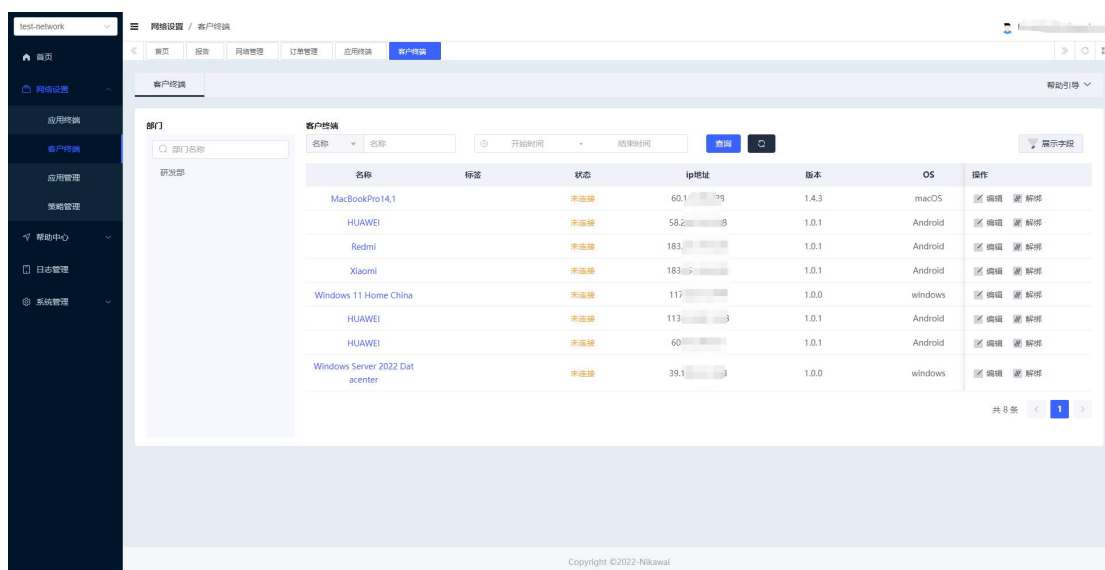 test-network
首页
网络设置
应用终端
客户终端
应用管理
策略管理
帮助中心
日志管理
系统管理
网络设置 / 客户终端
首页 报告 网络管理 订单管理 应用终端 客户终端
客户终端 帮助引导
部门
部门名称
研发部
客户终端
名称 名称 开始时间 - 结束时间 查询 展示字段
名称 标签 状态 ip地址 版本 OS 操作
MacBookPro14,1 未连接 60.1 1.4.3 macOS 编辑 解绑
HUAWEI 未连接 58.2 1.0.1 Android 编辑 解绑
Redmi 未连接 183. 1.0.1 Android 编辑 解绑
Xiaomi 未连接 183 1.0.1 Android 编辑 解绑
Windows 11 Home China 未连接 117 1.0.0 windows 编辑 解绑
HUAWEI 未连接 113 1.0.1 Android 编辑 解绑
HUAWEI 未连接 60 1.0.1 Android 编辑 解绑
Windows Server 2022 Dat
acenter 未连接 39.1 1.0.0 windows 编辑 解绑
共 8 条 1
Copyright ©2022-Nikawai